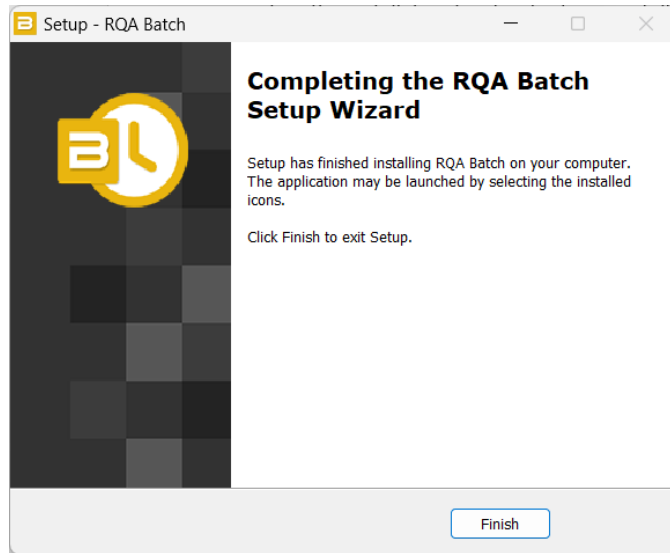 Setup - RQA Batch
Completing the RQA Batch
Setup Wizard
Setup has finished installing RQA Batch on your computer.
The application may be launched by selecting the installed
icons.
Click Finish to exit Setup.
Finish